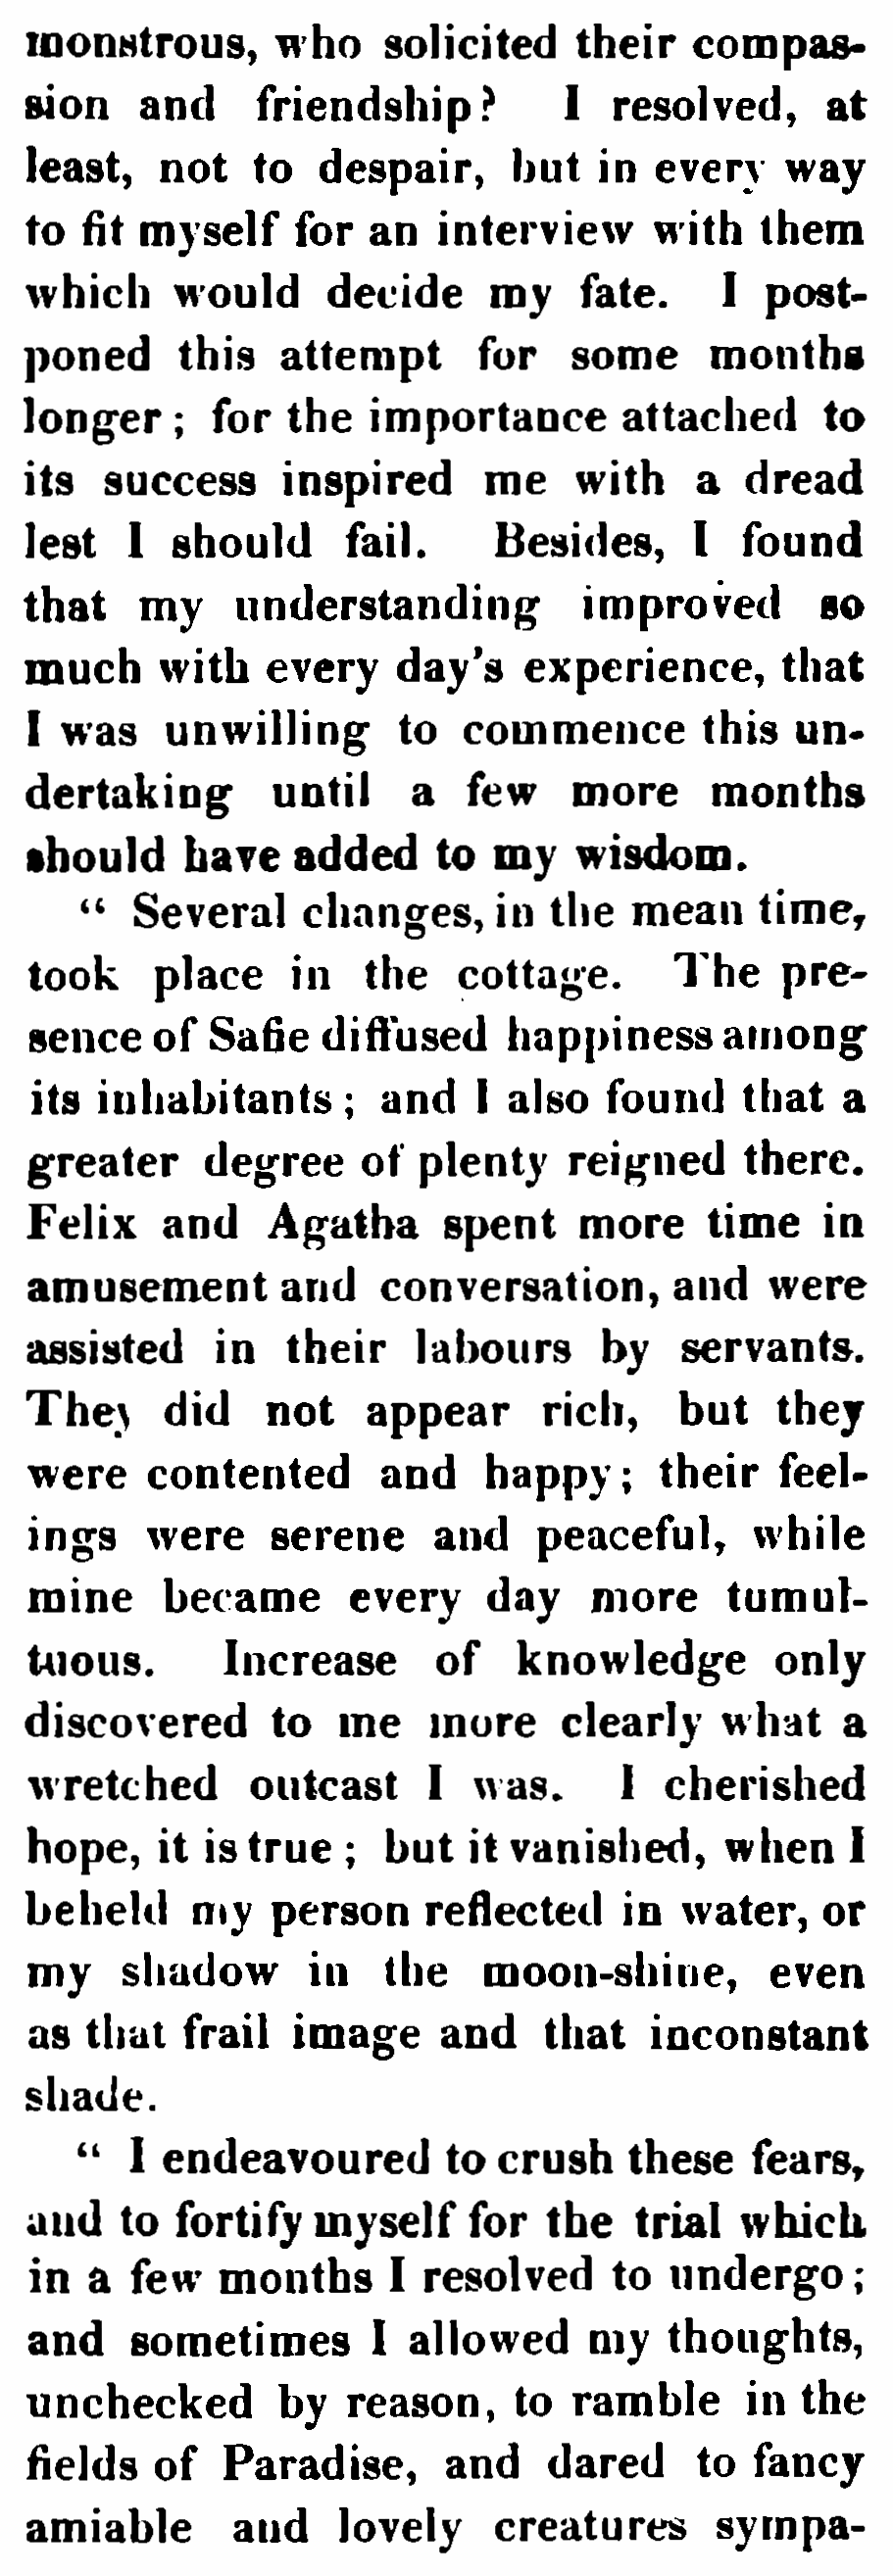 monstrous, who solicited their compas-
sion and friendship? I resolved, at
least, not to despair, but in every way
to fit myself for an interview with them
which would decide my fate. I post-
poned this attempt for some months
longer; for the importance attached to
its success inspired me with a dread
lest I should fail. Besides, I found
that my understanding improved so
much with every day's experience, that
I was unwilling to commence this un-
dertaking until a few more months
should have added to my wisdom.
“ Several changes, in the mean time,
took place in the cottage. The pre-
sence of Safie diffused happiness among
its inhabitants; and I also found that a
greater degree of plenty reigned there.
Felix and Agatha spent more time in
amusement and conversation, and were
assisted in their labours by servants.
They did not appear rich, but they
were contented and happy; their feel-
ings were serene and peaceful, while
mine became every day more tumul-
tuous. Increase of knowledge only
discovered to me more clearly what a
wretched outcast I was. I cherished
hope, it is true; but it vanished, when I
beheld my person reflected in water, or
my shadow in the moon-shine, even
as that frail image and that inconstant
shade.
“ I endeavoured to crush these fears,
and to fortify myself for the trial which
in a few months I resolved to undergo;
and sometimes I allowed my thoughts,
unchecked by reason, to ramble in the
fields of Paradise, and dared to fancy
amiable and lovely creatures sympa-